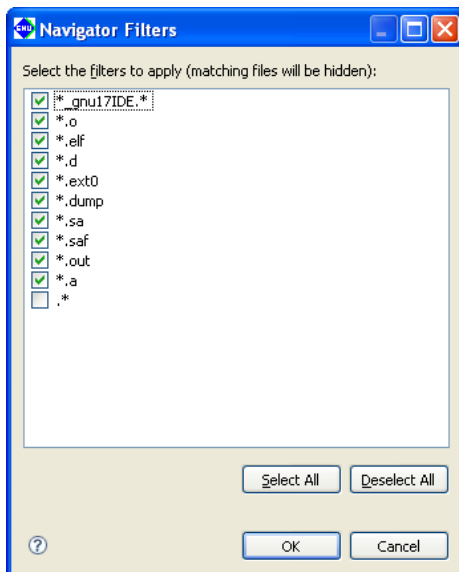 GNU Navigator Filters
Select the filters to apply (matching files will be hidden):
*_gnu17IDE.*
*.o
*.elf
*.d
*.ext0
*.dump
*.sa
*.saf
*.out
*.a
.*
Select All Deselect All
? OK Cancel